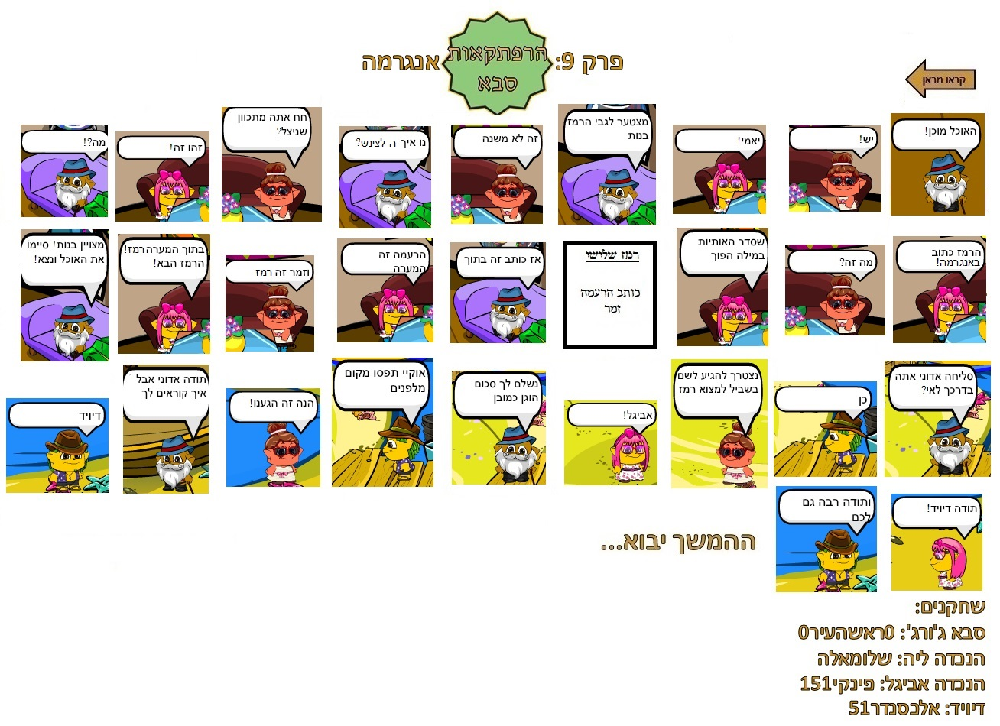 פרק 9:
הרפתקאות
סבא
אנגרמה
קראו מכאן
האוכל מוכן!
יש!
יאמי!
מצטער לגבי הרמז
בנות
זה לא משנה
נו איך ה-לצינש?
חח אתה מתכוון
שניצל?
זהו זה!
מה?!
הרמז כתוב
באנגרמה!
מה זה?
שסדר האותיות
במילה הפוך
רמז שלישי
כותב הרעמה
זמר
אז כותב זה בתוך
הרעמה זה
המערה
וזמר זה רמז
בתוך המערה רמז!
הרמז הבא!
מצויין בנות! סיימו
את האוכל ונצא!
סליחה אדוני אתה
בדרכך לאי?
כן
נצטרך להגיע לשם
בשביל למצוא רמז
אביגל!
נשלם לך סכום
הוגן כמובן
אוקיי תפסו מקום
מלפנים
הנה זה הגענו!
תודה אדוני אבל
איך קוראים לך
דיויד
תודה דיויד!
ותודה רבה גם
לכם
ההמשך יבוא...
שחקנים:
סבא ג'ורג': 0ראשהעיר0
הנכדה ליה: שלומאלה
הנכדה אביגל: פינקי151
דיויד: אלכסנדר51